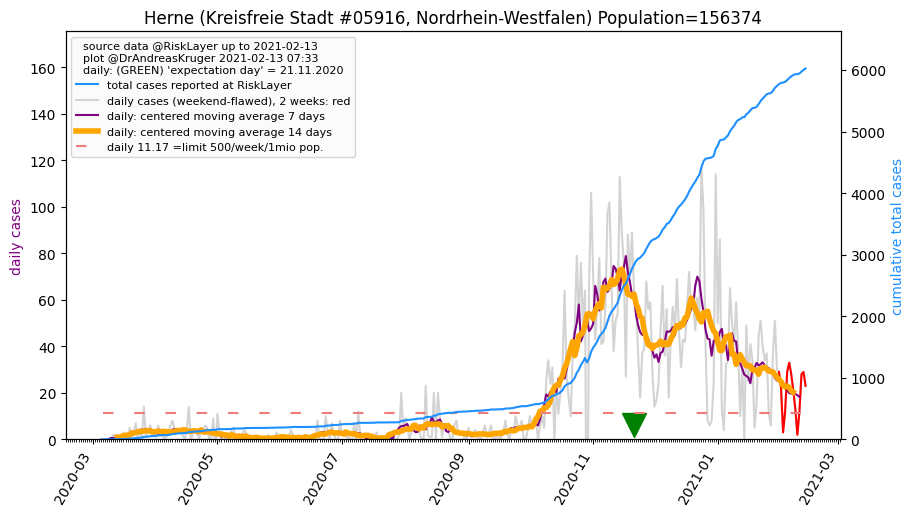 Herne (Kreisfreie Stadt #05916, Nordrhein-Westfalen) Population=156374
source data @RiskLayer up to 2021-02-13
plot @DrAndreasKruger 2021-02-13 07:33
daily: (GREEN) 'expectation day' = 21.11.2020
total cases reported at RiskLayer
daily cases (weekend-flawed), 2 weeks: red
daily: centered moving average 7 days
daily: centered moving average 14 days
daily 11.17 =limit 500/week/1mio pop.
daily cases
160
140
120
100
80
60
40
20
0
6000
5000
4000
3000
2000
1000
0
cumulative total cases
2020-03
2020-05
2020-07
2020-09
2020-11
2021-01
2021-03